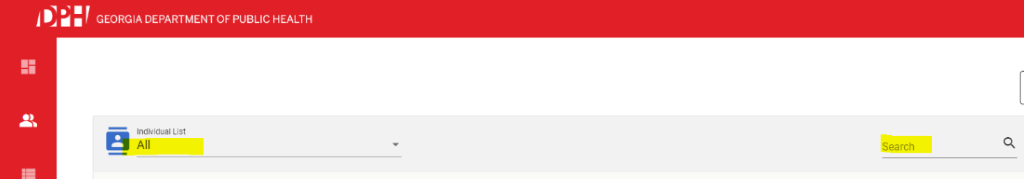 DPH GEORGIA DEPARTMENT OF PUBLIC HEALTH
Individual List
All
Search